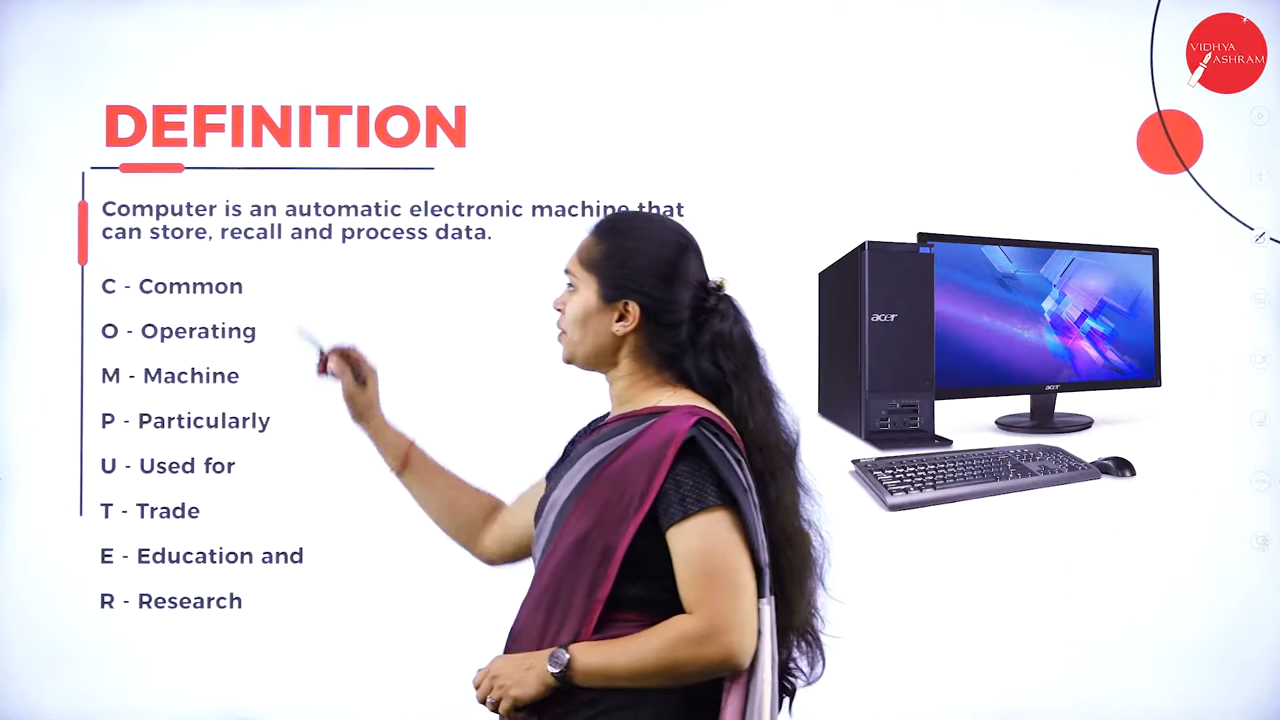 VIDHYA
ASHRAM
DEFINITION
Computer is an automatic electronic machine that
can store, recall and process data.
C - Common
O - Operating
M - Machine
P - Particularly
U - Used for
T - Trade
E - Education and
R - Research
acer
acer